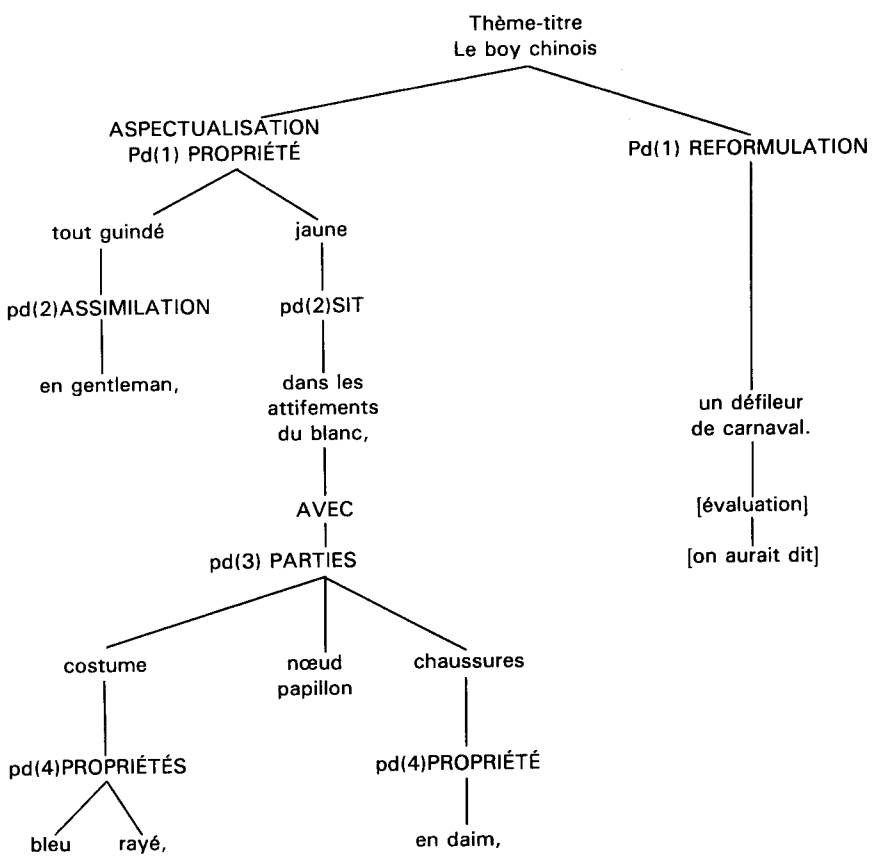 Thème-titre
Le boy chinois
ASPECTUALISATION
Pd(1) PROPRIÉTÉ
Pd(1) REFORMULATION
tout guindé
jaune
pd(2)ASSIMILATION
pd(2)SIT
en gentleman,
dans les
attifements
du blanc,
un défileur
de carnaval.
AVEC
[évaluation]
pd(3) PARTIES
[on aurait dit]
costume
nœud
papillon
chaussures
pd(4)PROPRIÉTÉS
pd(4)PROPRIÉTÉ
bleu
rayé,
en daim,